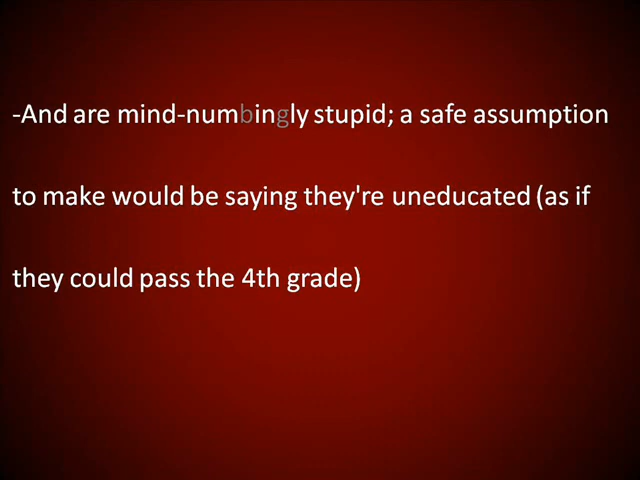 -And are mind-numbingly stupid; a safe assumption
to make would be saying they're uneducated (as if
they could pass the 4th grade)